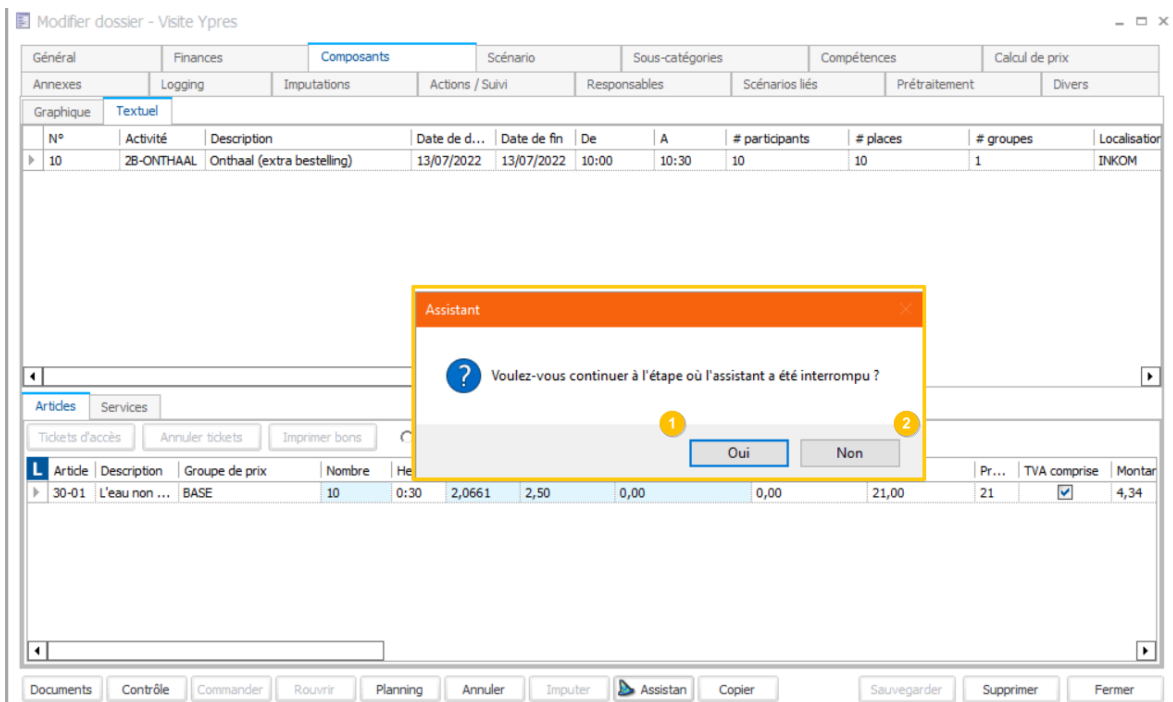 Modifier dossier - Visite Ypres
Général Finances Composants Scénario Sous-catégories Compétences Calcul de prix
Annexes Logging Imputations Actions / Suivi Responsables Scénarios liés Prétraitement Divers
Graphique Textuel
N° Activité Description Date de d... Date de fin De A # participants # places # groupes Localisation
10 2B-ONTHAAL Onthaal (extra bestelling) 13/07/2022 13/07/2022 10:00 10:30 10 10 1 INKOM
Assistant
? Voulez-vous continuer à l'étape où l'assistant a été interrompu ?
1 2
Oui Non
Articles Services
Tickets d'accès Annuler tickets Imprimer bons
L Article Description Groupe de prix Nombre He Pr... TVA comprise Montar
30-01 L'eau non ... BASE 10 0:30 2,0661 2,50 0,00 0,00 21,00 21 4,34
Documents Contrôle Commander Rouvrir Planning Annuler Imputer Assistan Copier Sauvegarder Supprimer Fermer